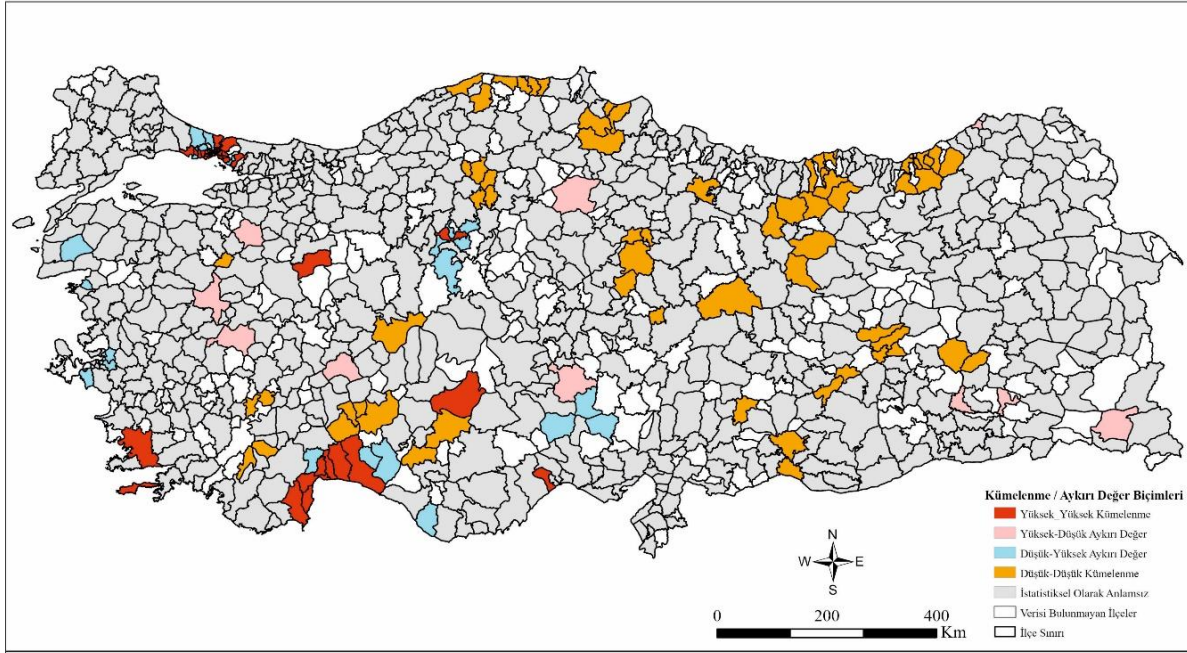 Kümelenme / Aykırı Değer Biçimleri
Yüksek_Yüksek Kümelenme
Yüksek-Düşük Aykırı Değer
Düşük-Yüksek Aykırı Değer
Düşük-Düşük Kümelenme
İstatistiksel Olarak Anlamsız
Verisi Bulunmayan İlçeler
İlçe Sınırı
N
W E
S
0 200 400
Km